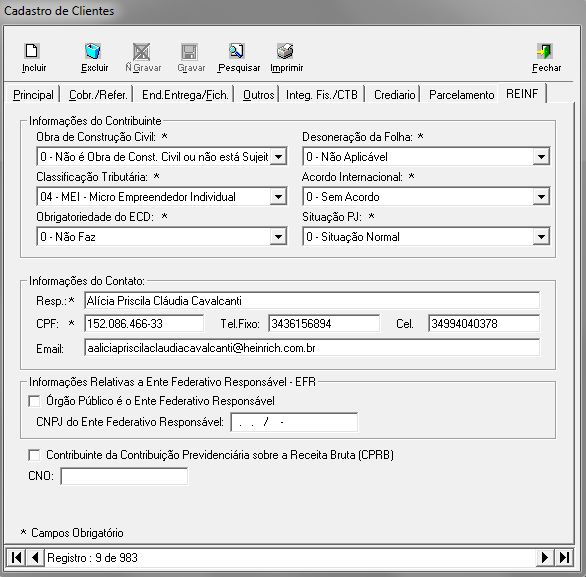 Cadastro de Clientes
Incluir Excluir Ñ Gravar Gravar Pesquisar Imprimir Fechar
Principal Cobr./Refer. End.Entrega/Fich. Outros Integ. Fis./CTB Crediario Parcelamento REINF
Informações do Contribuinte
Obra de Construção Civil: * Desoneração da Folha: *
0 - Não é Obra de Const. Civil ou não está Sujeit 0 - Não Aplicável
Classificação Tributária: * Acordo Internacional: *
04 - MEI - Micro Empreendedor Individual 0 - Sem Acordo
Obrigatoriedade do ECD: * Situação PJ: *
0 - Não Faz 0 - Situação Normal
Informações do Contato:
Resp.: * Alícia Priscila Cláudia Cavalcanti
CPF: * 152.086.466-33 Tel.Fixo: 3436156894 Cel. 34994040378
Email: aaliciapriscilaclaudiacavalcanti@heinrich.com.br
Informações Relativas a Ente Federativo Responsável - EFR
Órgão Público é o Ente Federativo Responsável
CNPJ do Ente Federativo Responsável: . . / -
Contribuinte da Contribuição Previdenciária sobre a Receita Bruta (CPRB)
CNO:
* Campos Obrigatório
Registro : 9 de 983